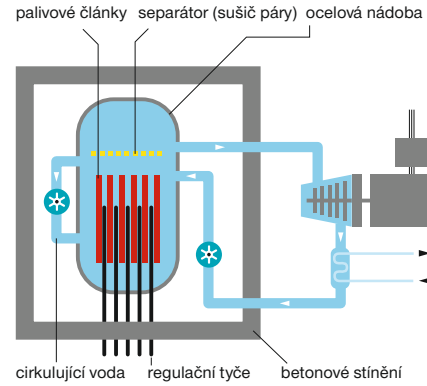 palivové články   separátor (sušič páry)   ocelová nádoba
cirkulující voda   regulační tyče   betonové stínění